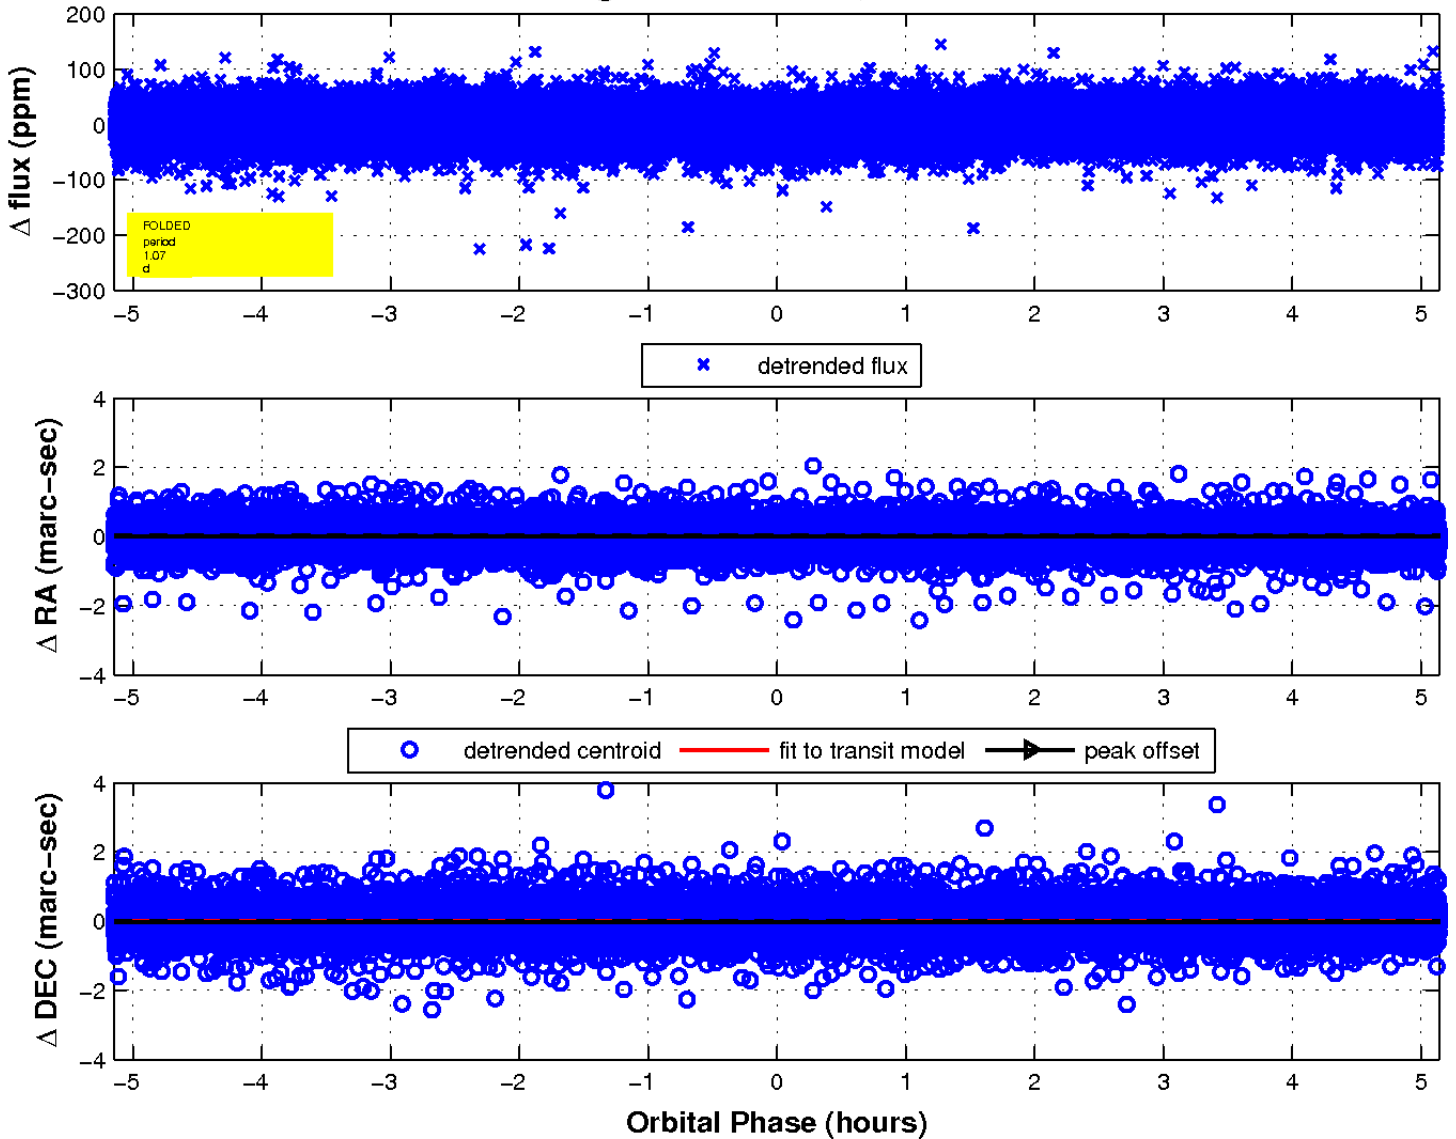 200
100
0
−100
−200
−300
Δ flux (ppm)
FOLDED
period
1.07
d
−5 −4 −3 −2 −1 0 1 2 3 4 5
detrended flux
4
2
0
−2
−4
Δ RA (marc−sec)
−5 −4 −3 −2 −1 0 1 2 3 4 5
detrended centroid fit to transit model peak offset
4
2
0
−2
−4
Δ DEC (marc−sec)
−5 −4 −3 −2 −1 0 1 2 3 4 5
Orbital Phase (hours)